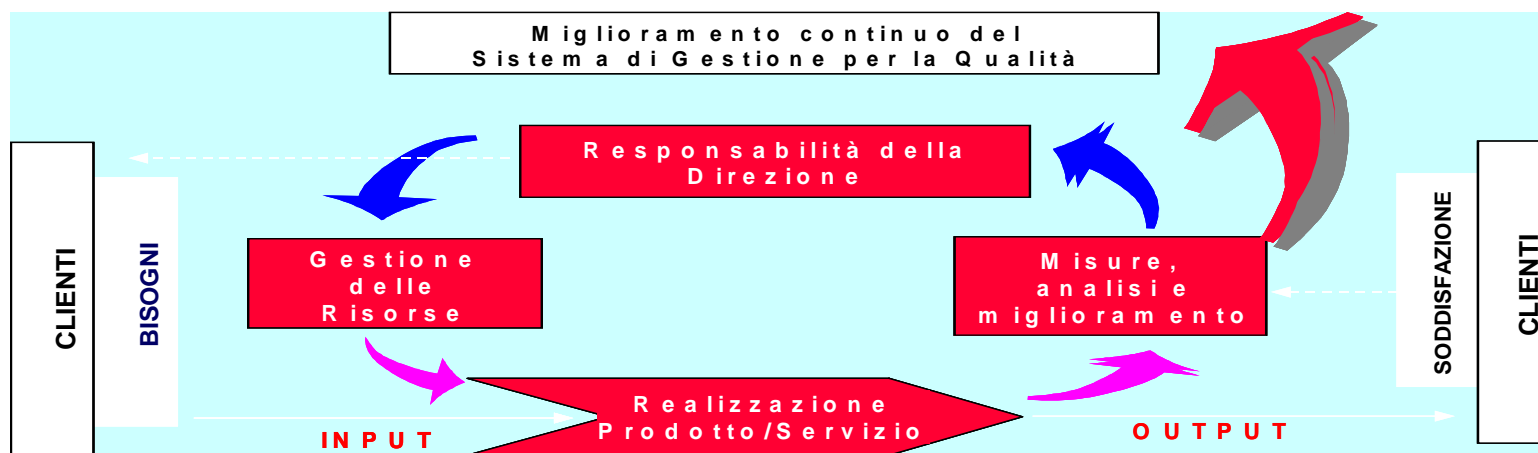 Miglioramento continuo del
Sistema di Gestione per la Qualità
Responsabilità della
Direzione
CLIENTI
BISOGNI
Gestione
delle
Risorse
Misure,
analisi e
miglioramento
SODDISFAZIONE
CLIENTI
INPUT
Realizzazione
Prodotto/Servizio
OUTPUT